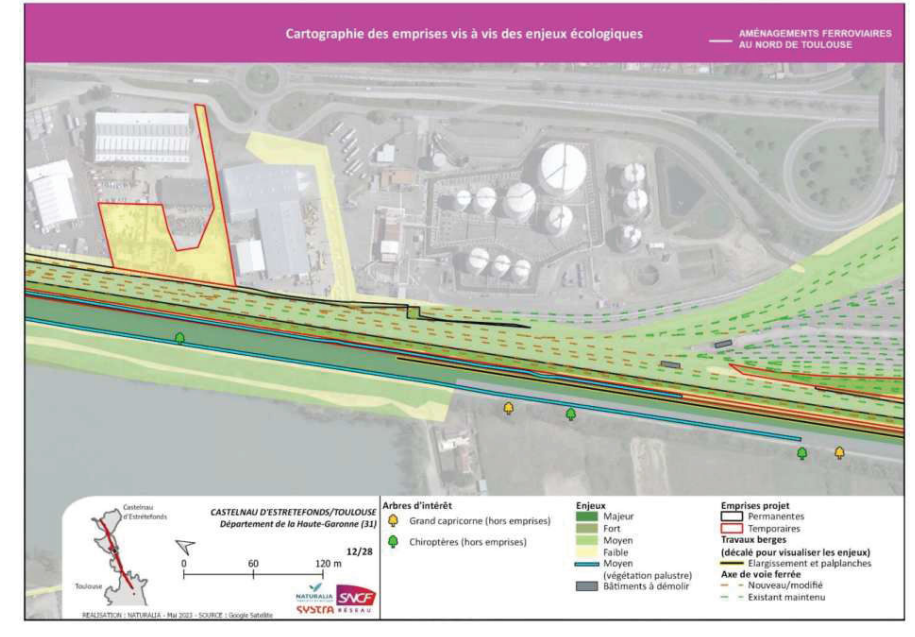 Cartographie des emprises vis à vis des enjeux écologiques
AMÉNAGEMENTS FERROVIAIRES
AU NORD DE TOULOUSE
Castelnau
d'Estrétefonds
Toulouse
CASTELNAU D'ESTRETEFONDS/TOULOUSE
Département de la Haute-Garonne (31)
12/28
0 60 120 m
NATURALIA
SYSTRA
SNCF
RÉSEAU
REALISATION : NATURALIA - Mai 2022 - SOURCE : Google Satellite
Arbres d'intérêt
Grand capricorne (hors emprises)
Chiroptères (hors emprises)
Enjeux
Majeur
Fort
Moyen
Faible
Moyen
(végétation palustre)
Bâtiments à démolir
Emprises projet
Permanentes
Temporaires
Travaux berges
(décalé pour visualiser les enjeux)
Elargissement et palplanches
Axe de voie ferrée
Nouveau/modifié
Existant maintenu